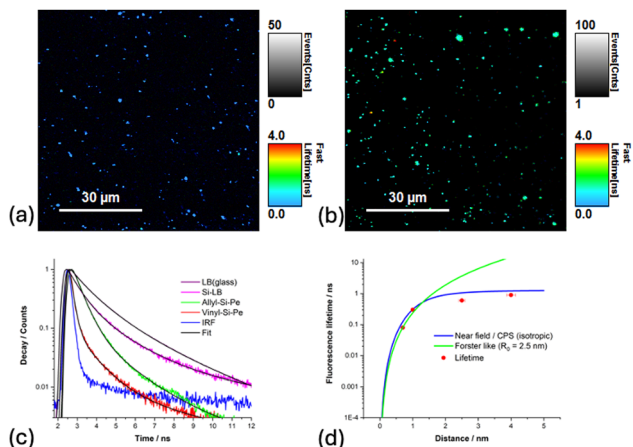 50
Events[Cnts]
0
4.0
Fast
Lifetime[ns]
0.0
30 µm
(a)
100
Events[Cnts]
1
4.0
Fast
Lifetime[ns]
0.0
30 µm
(b)
Decay / Counts
1
0.1
0.01
LB(glass)
Si-LB
Allyl-Si-Pe
Vinyl-Si-Pe
IRF
Fit
2 3 4 5 6 7 8 9 10 11 12
Time / ns
(c)
Fluorescence lifetime / ns
10
1
0.1
0.01
0.001
1E-4
Near field / CPS (isotropic)
Forster like (R₀ = 2.5 nm)
Lifetime
0 1 2 3 4 5
Distance / nm
(d)